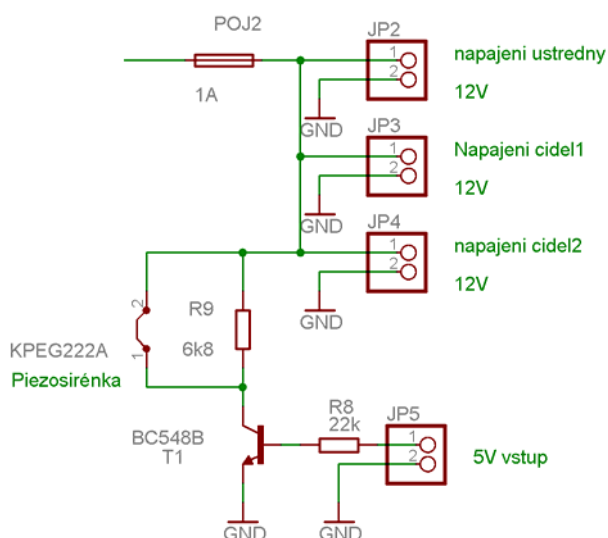 POJ2
1A
JP2
1
2
napajeni ustredny
12V
GND
JP3
1
2
Napajeni cidel1
12V
GND
JP4
1
2
napajeni cidel2
12V
GND
2
1
KPEG222A
Piezosirénka
R9
6k8
BC548B
T1
R8
22k
JP5
1
2
5V vstup
GND
GND